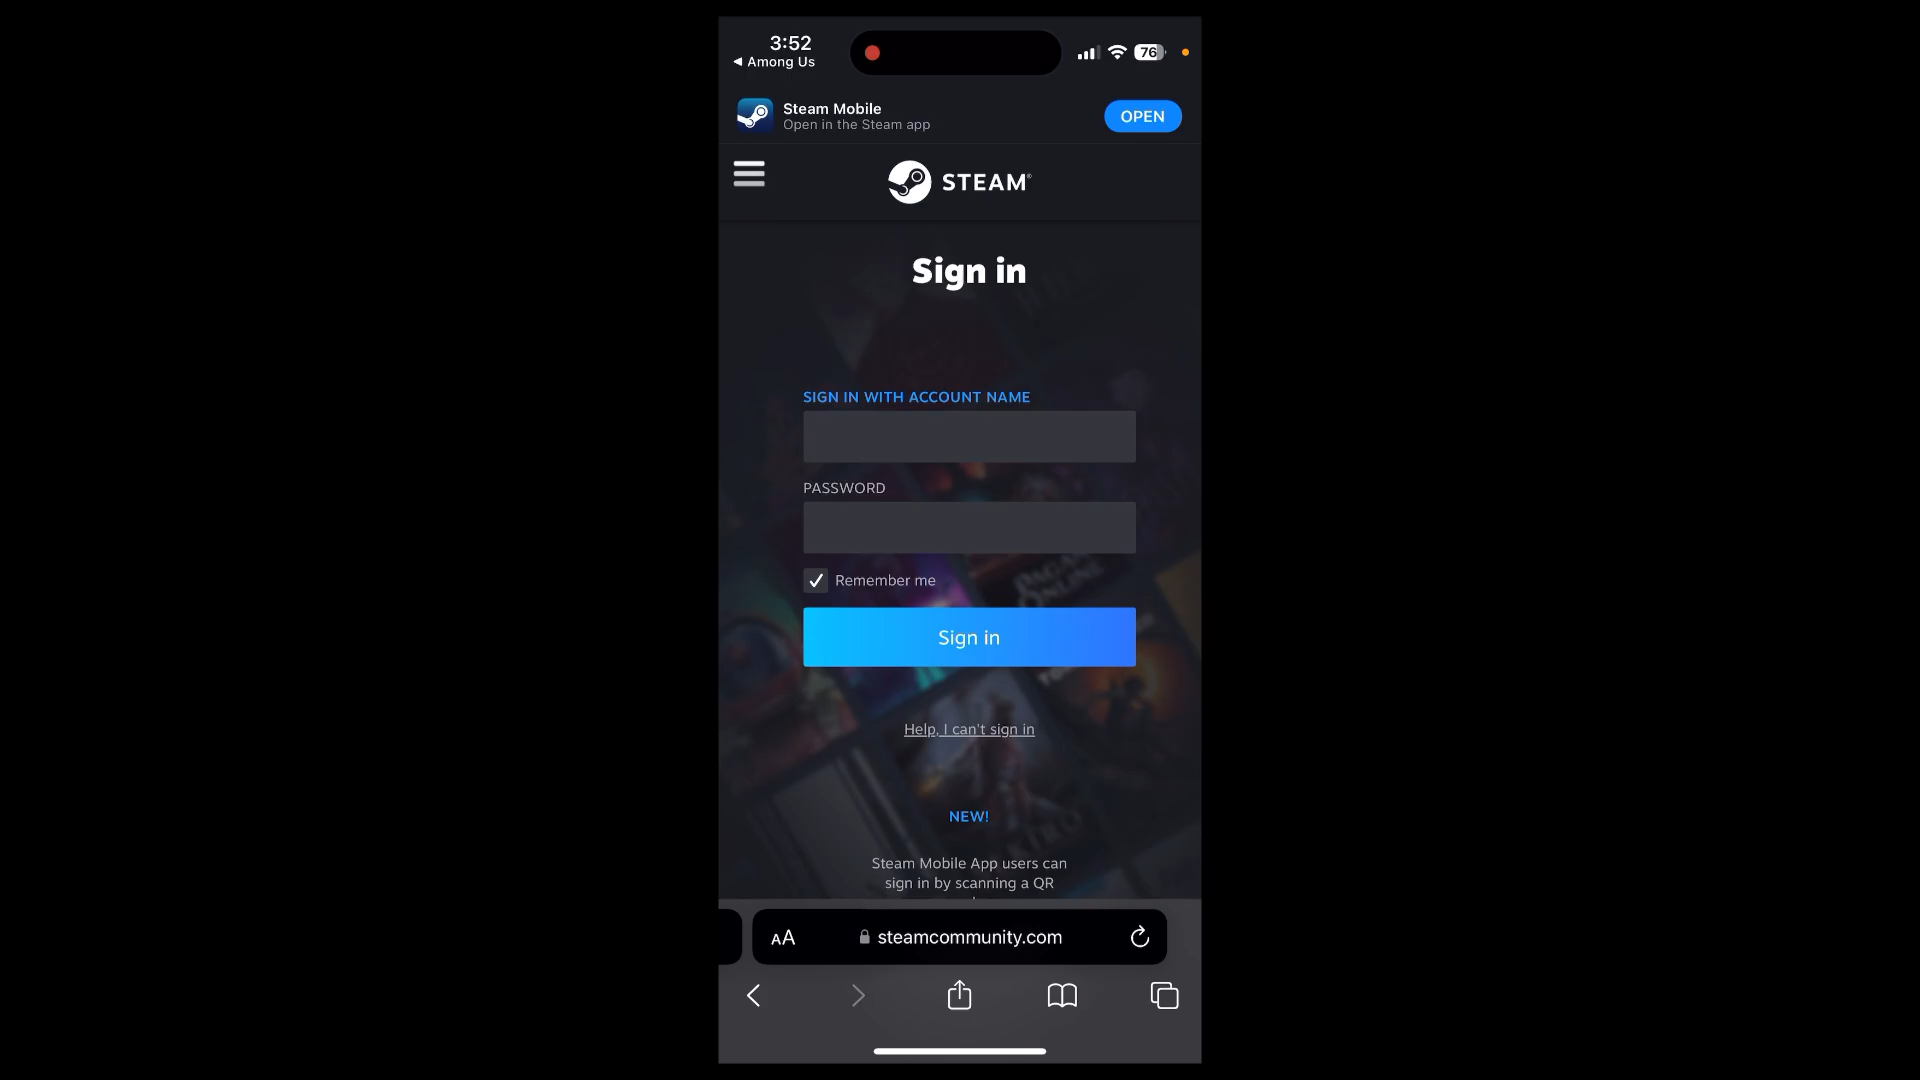 3:52
◀ Among Us
76
Steam Mobile
Open in the Steam app
OPEN
STEAM®
Sign in
SIGN IN WITH ACCOUNT NAME
PASSWORD
Remember me
Sign in
Help, I can't sign in
NEW!
Steam Mobile App users can
sign in by scanning a QR
AA
steamcommunity.com